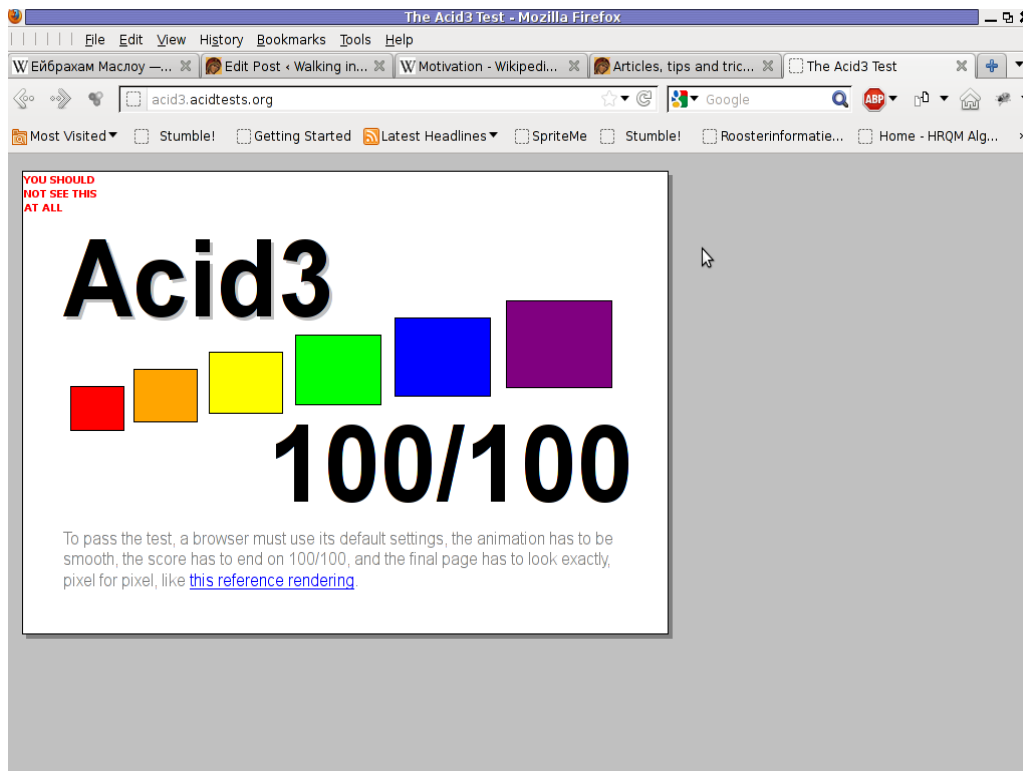 The Acid3 Test - Mozilla Firefox
File Edit View History Bookmarks Tools Help
W Ейбрахам Маслоу —... Edit Post ‹ Walking in... W Motivation - Wikipedi... Articles, tips and tric... The Acid3 Test
acid3.acidtests.org Google ABP
Most Visited Stumble! Getting Started Latest Headlines SpriteMe Stumble! Roosterinformatie... Home - HRQM Alg...
YOU SHOULD
NOT SEE THIS
AT ALL
Acid3
100/100
To pass the test, a browser must use its default settings, the animation has to be
smooth, the score has to end on 100/100, and the final page has to look exactly,
pixel for pixel, like this reference rendering.